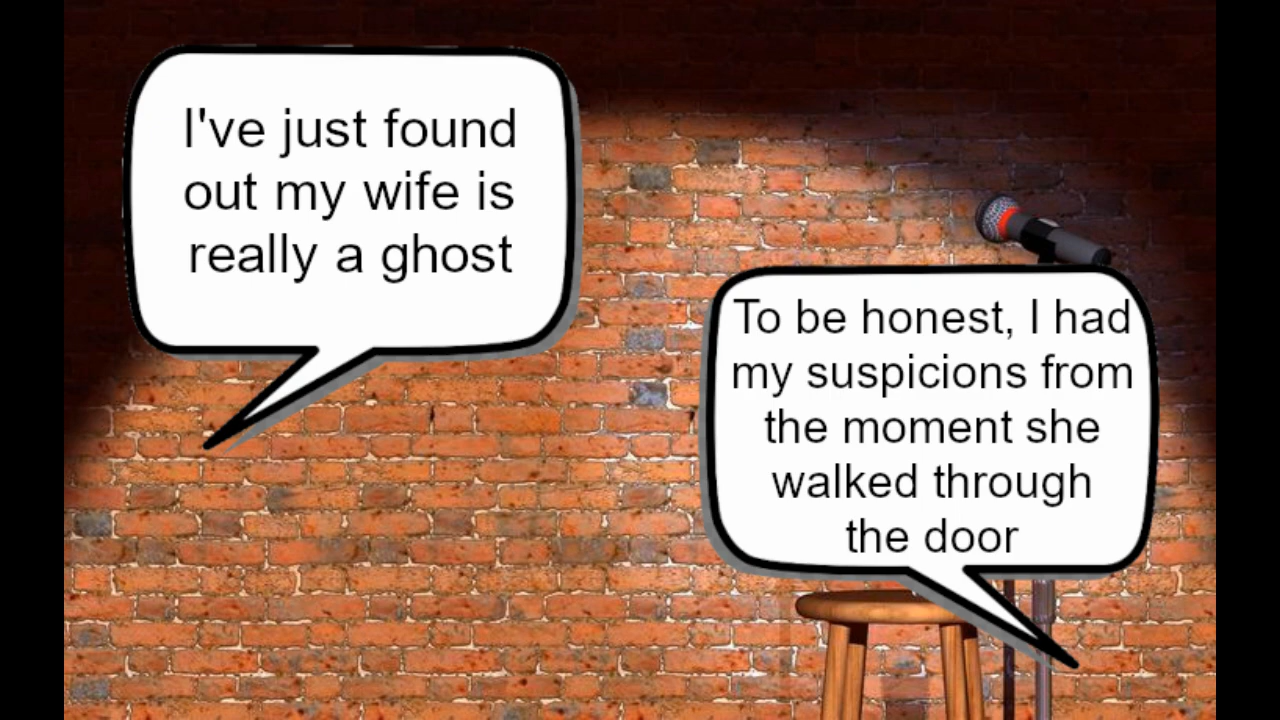 I've just found
out my wife is
really a ghost
To be honest, I had
my suspicions from
the moment she
walked through
the door